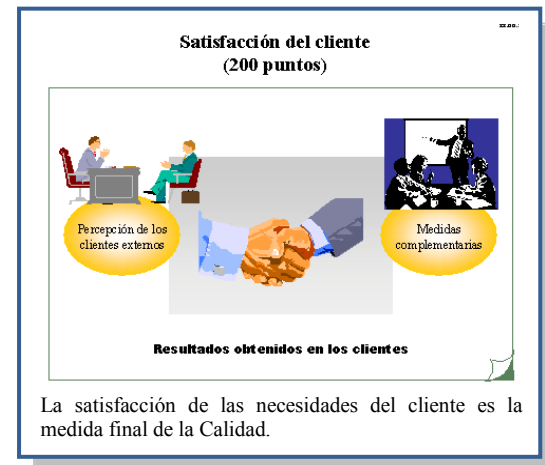 Satisfacción del cliente
(200 puntos)
Percepción de los
clientes externos
Medidas
complementarias
Resultados obtenidos en los clientes
La satisfacción de las necesidades del cliente es la
medida final de la Calidad.